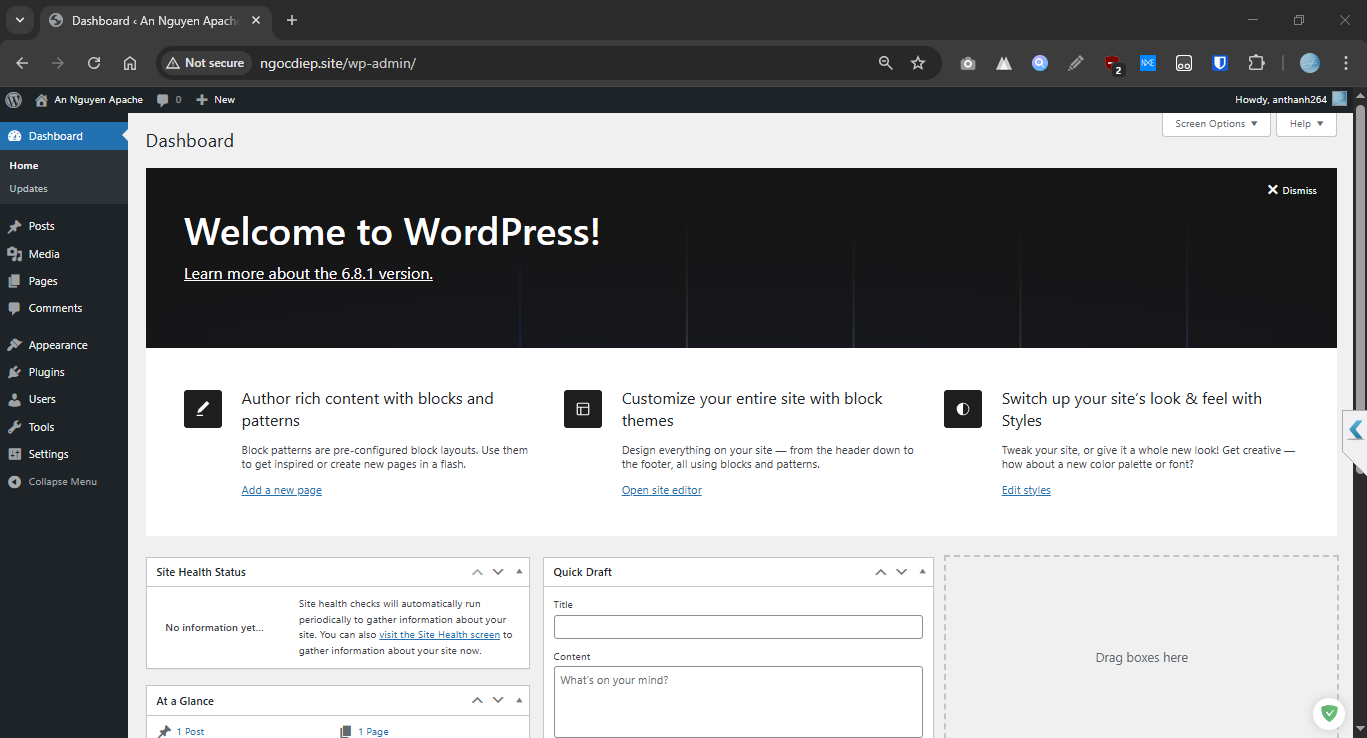 Dashboard ‹ An Nguyen Apache
Not secure
ngocdiep.site/wp-admin/
2
An Nguyen Apache
0
New
Howdy, anthanh264
Dashboard
Home
Updates
Posts
Media
Pages
Comments
Appearance
Plugins
Users
Tools
Settings
Collapse Menu
Screen Options
Help
Dashboard
Dismiss
Welcome to WordPress!
Learn more about the 6.8.1 version.
Author rich content with blocks and
patterns
Block patterns are pre-configured block layouts. Use them
to get inspired or create new pages in a flash.
Add a new page
Customize your entire site with block
themes
Design everything on your site — from the header down to
the footer, all using blocks and patterns.
Open site editor
Switch up your site’s look & feel with
Styles
Tweak your site, or give it a whole new look! Get creative —
how about a new color palette or font?
Edit styles
Site Health Status
No information yet…
Site health checks will automatically run
periodically to gather information about your
site. You can also visit the Site Health screen to
gather information about your site now.
At a Glance
1 Post
1 Page
Quick Draft
Title
Content
What’s on your mind?
Drag boxes here